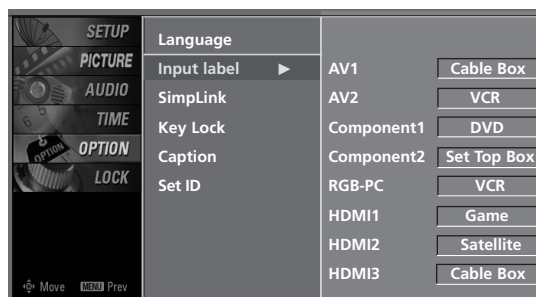 SETUP
PICTURE
AUDIO
TIME
OPTION
LOCK
Move MENU Prev
Language
Input label ▶
SimpLink
Key Lock
Caption
Set ID
AV1 Cable Box
AV2 VCR
Component1 DVD
Component2 Set Top Box
RGB-PC VCR
HDMI1 Game
HDMI2 Satellite
HDMI3 Cable Box